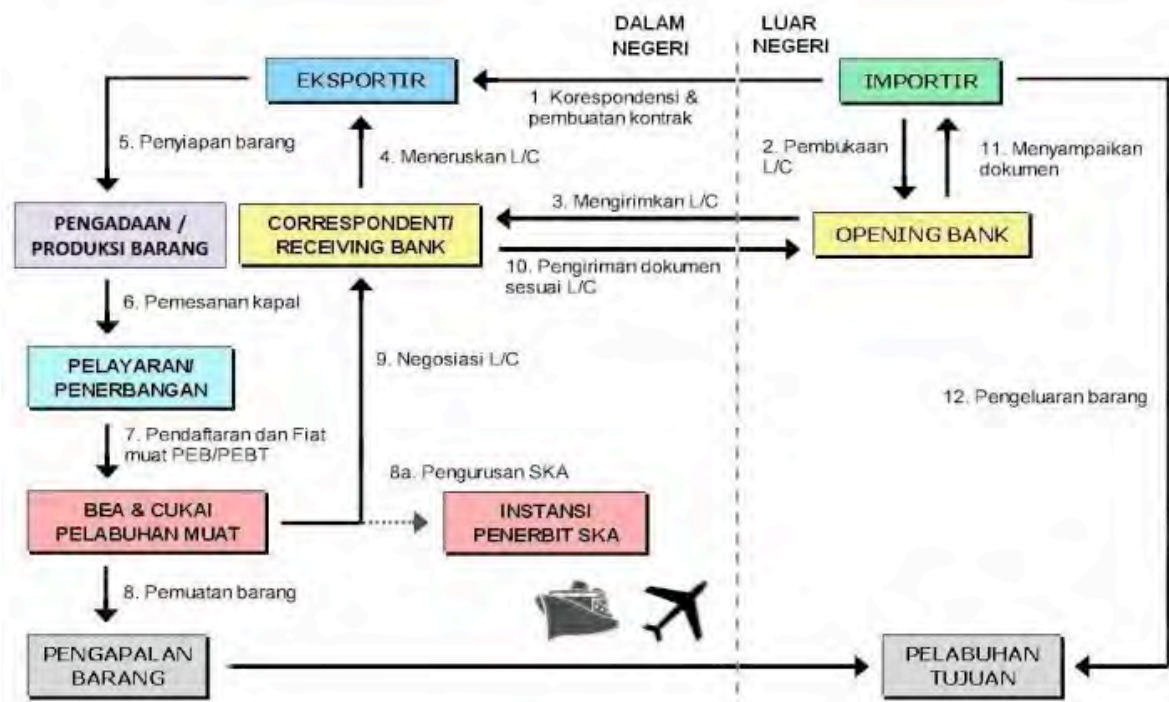 DALAM
NEGERI
LUAR
NEGERI
EKSPORTIR
IMPORTIR
1. Korespondensi &
pembuatan kontrak
5. Penyiapan barang
4. Meneruskan L/C
2. Pembukaan
L/C
11. Menyampaikan
dokumen
PENGADAAN /
PRODUKSI BARANG
CORRESPONDENT/
RECEIVING BANK
3. Mengirimkan L/C
OPENING BANK
10. Pengiriman dokumen
sesuai L/C
6. Pemesanan kapal
PELAYARAN/
PENERBANGAN
9. Negosiasi L/C
12. Pengeluaran barang
7. Pendaftaran dan Fiat
muat PEB/PEBT
8a. Pengurusan SKA
BEA & CUKAI
PELABUHAN MUAT
INSTANSI
PENERBIT SKA
8. Pemuatan barang
PENGAPALAN
BARANG
PELABUHAN
TUJUAN